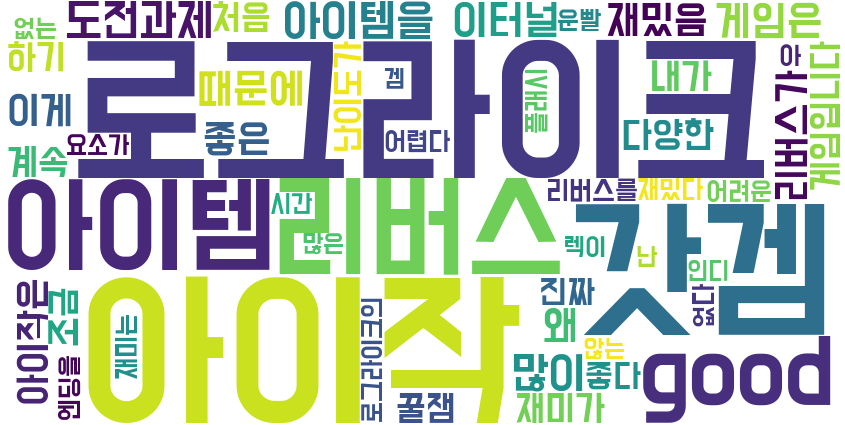 없는
도전과제
처음
아이템을
이터널
운빨
재밌음
게임은
하기
로그라이크
때문에
난이도가
겜
플래시
내가
아
리버스가
게임입니다
이게
요소가
좋은
어렵다
다양한
계속
아이템
리버스
시간
많은
리버스를
재밌다
어려운
갓겜
렉이
난
인디
없다
아이작은
조금
엔딩을
아이작
로그라이크의
진짜
왜
않는
많이
좋다
꿀잼
재미가
good